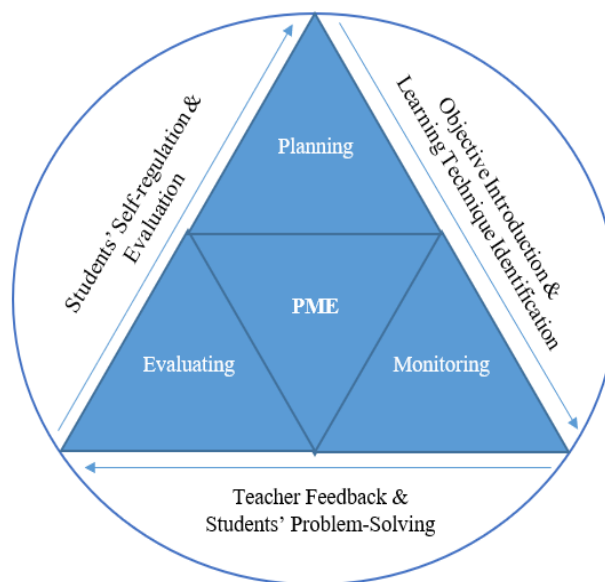 Planning
PME
Evaluating
Monitoring
Students' Self-regulation &
Evaluation
Objective Introduction &
Learning Technique Identification
Teacher Feedback &
Students' Problem-Solving